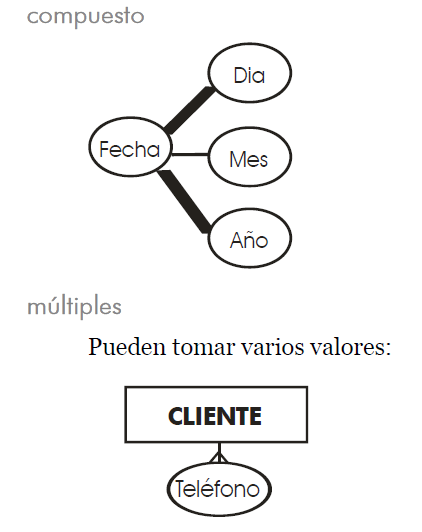 compuesto
Dia
Fecha
Mes
Año
múltiples
Pueden tomar varios valores:
CLIENTE
Teléfono